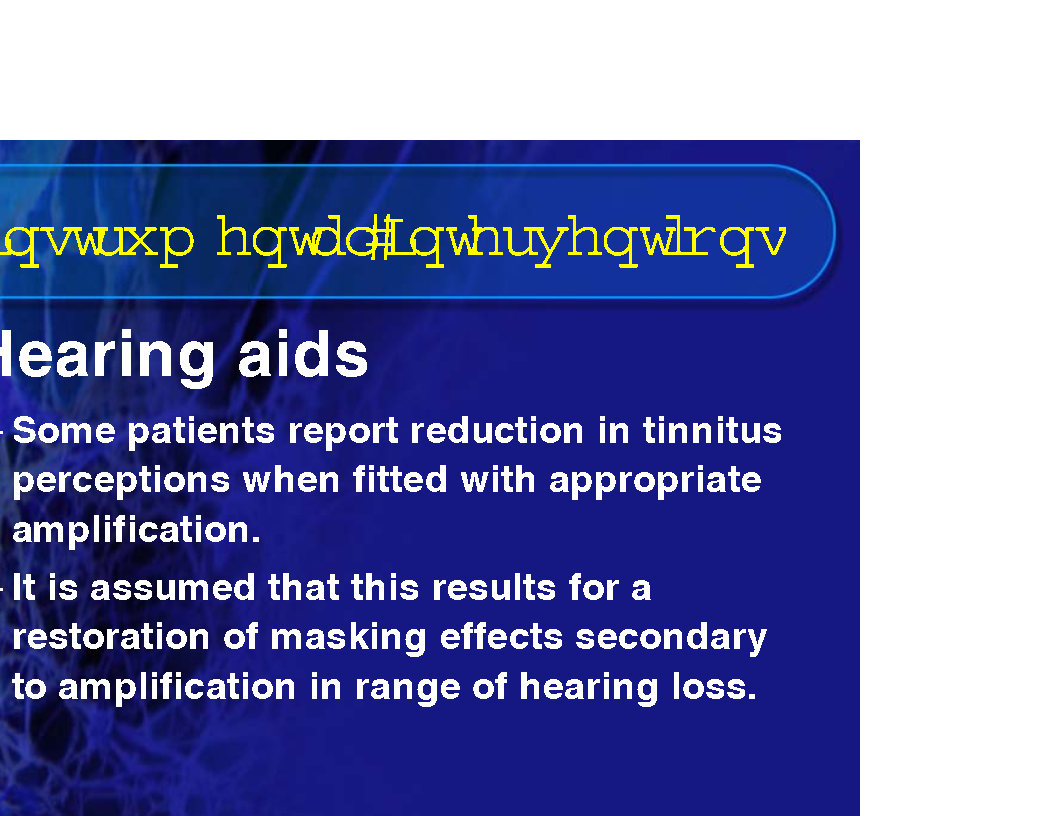 Lqvwuxp hqwdo#Lqwhuyhqwlrqv
Hearing aids
– Some patients report reduction in tinnitus
perceptions when fitted with appropriate
amplification.
– It is assumed that this results for a
restoration of masking effects secondary
to amplification in range of hearing loss.